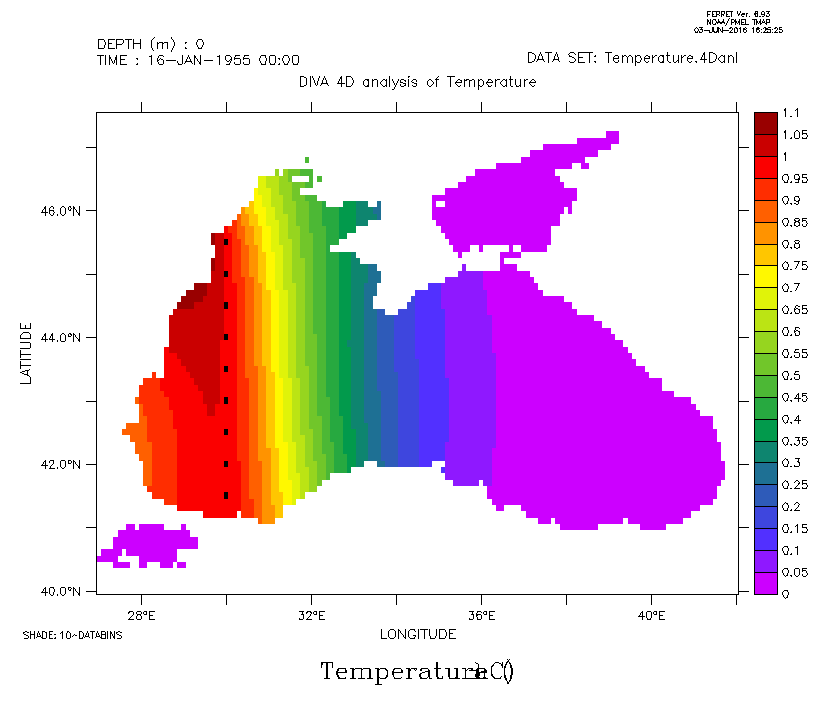 FERRET Ver. 6.93
NOAA/PMEL TMAP
03-JUN-2016 16:25:25
DEPTH (m) : 0
TIME : 16-JAN-1955 00:00
DATA SET: Temperature.4Danl
DIVA 4D analysis of Temperature
1.1
1.05
1
0.95
0.9
0.85
0.8
0.75
0.7
0.65
0.6
0.55
0.5
0.45
0.4
0.35
0.3
0.25
0.2
0.15
0.1
0.05
0
46.0°N
44.0°N
42.0°N
40.0°N
LATITUDE
28°E 32°E 36°E 40°E
LONGITUDE
SHADE: 10~DATABINS